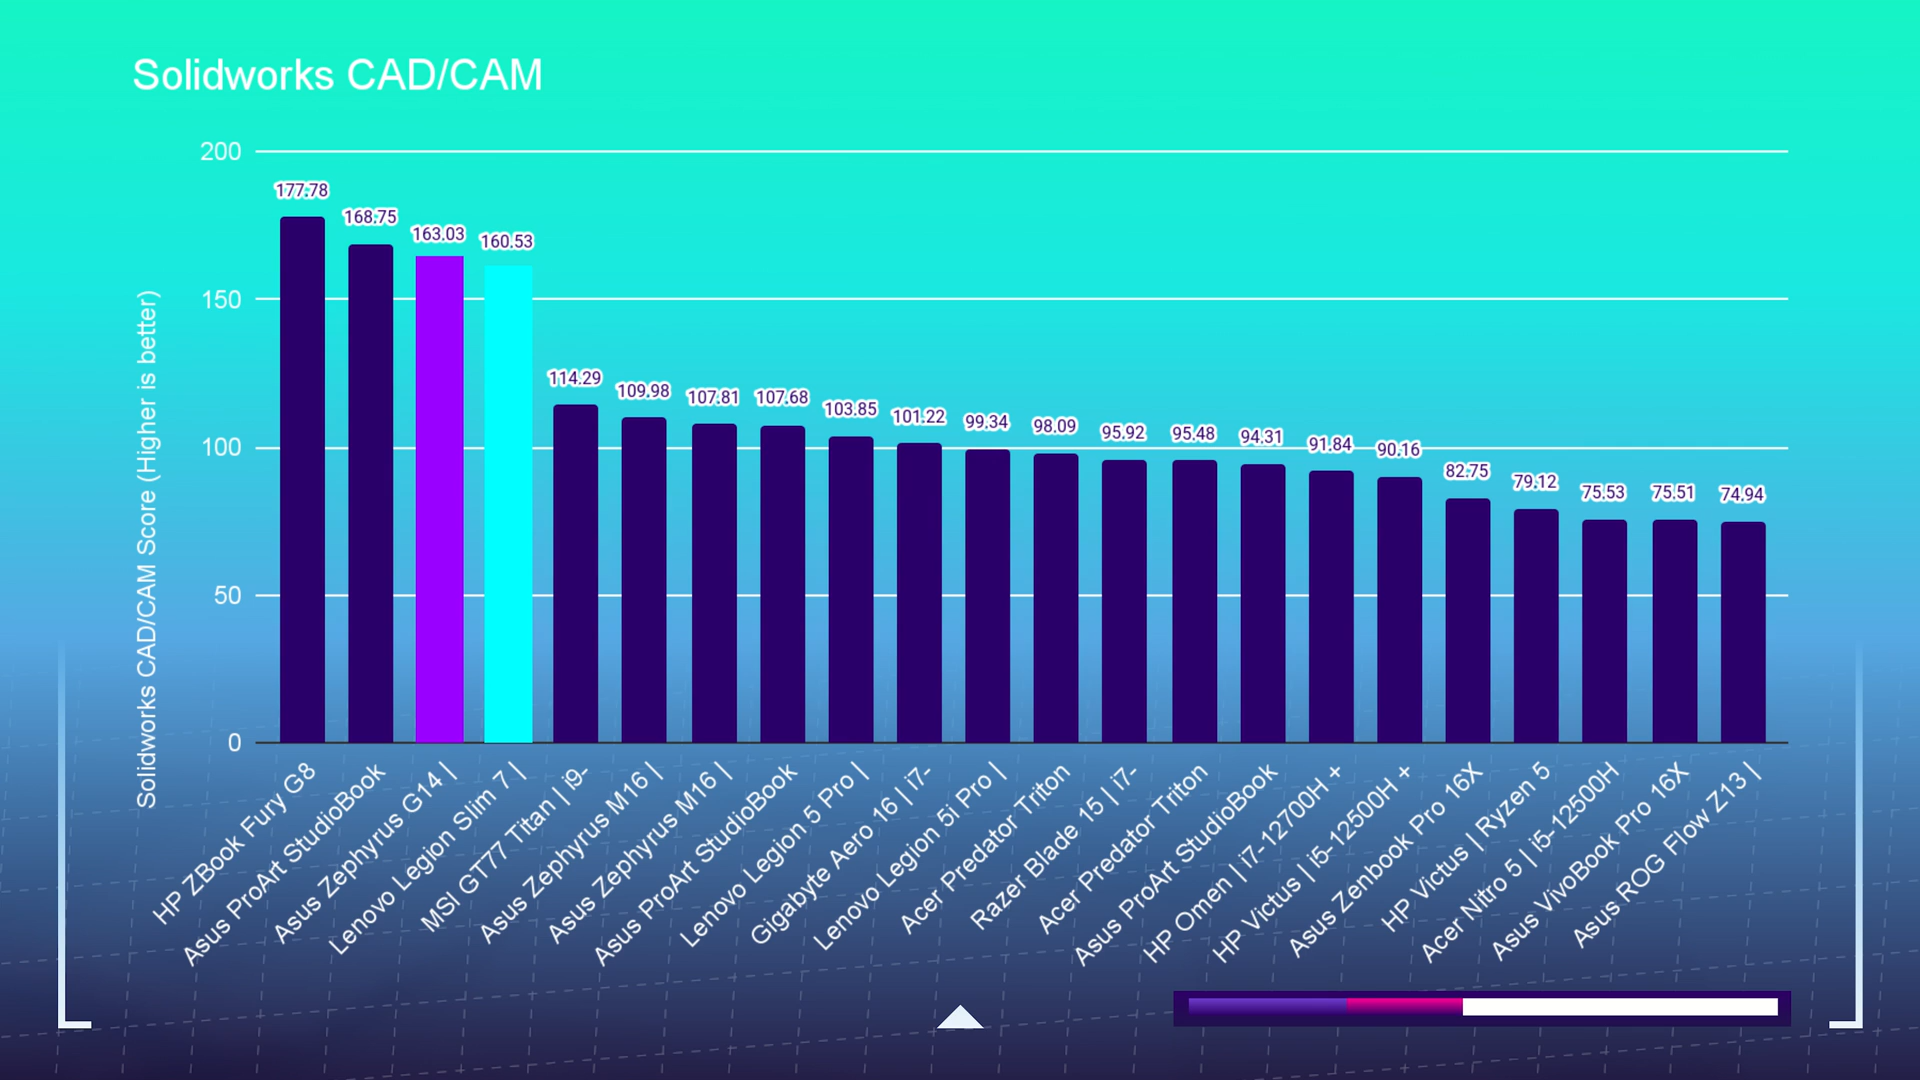 Solidworks CAD/CAM
Solidworks CAD/CAM Score (Higher is better)
200
150
100
50
0
177.78
168.75
163.03
160.53
114.29
109.98
107.81
107.68
103.85
101.22
99.34
98.09
95.92
95.48
94.31
91.84
90.16
82.75
79.12
75.53
75.51
74.94
HP ZBook Fury G8
Asus ProArt StudioBook
Asus Zephyrus G14 |
Lenovo Legion Slim 7 |
MSI GT77 Titan | i9-
Asus Zephyrus M16 |
Asus Zephyrus M16 |
Asus ProArt StudioBook
Lenovo Legion 5 Pro |
Gigabyte Aero 16 | i7-
Lenovo Legion 5i Pro |
Acer Predator Triton
Razer Blade 15 | i7-
Acer Predator Triton
Asus ProArt StudioBook
HP Omen | i7-12700H +
HP Victus | i5-12500H +
Asus Zenbook Pro 16X
HP Victus | Ryzen 5
Acer Nitro 5 | i5-12500H
Asus VivoBook Pro 16X
Asus ROG Flow Z13 |